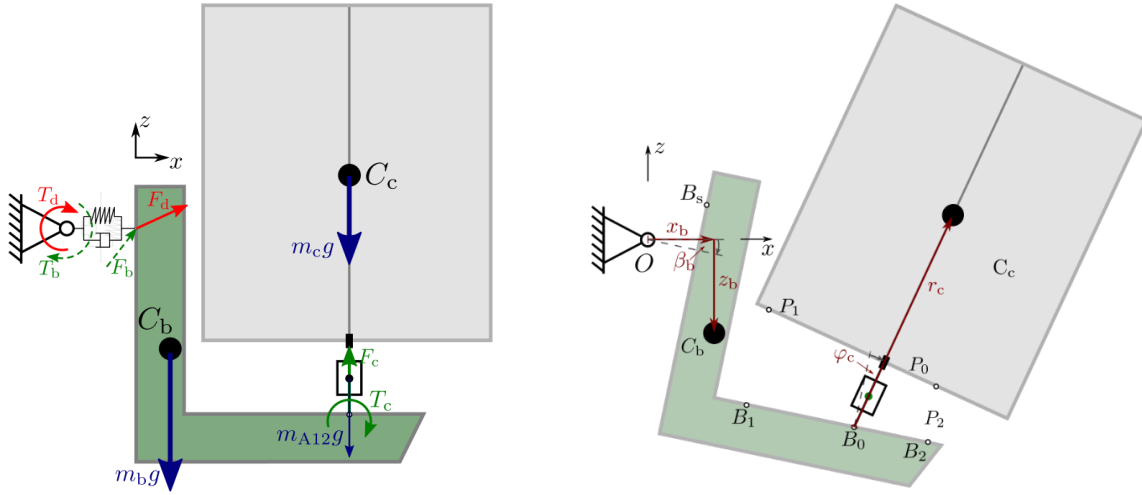 z
x
T_d
F_d
T_b
F_b
C_c
m_c g
C_b
F_c
T_c
m_A12 g
m_b g
z
B_s
x_b
x
O
β_b
z_b
C_b
C_c
r_c
P_1
φ_c
P_0
B_1
P_2
B_0
B_2